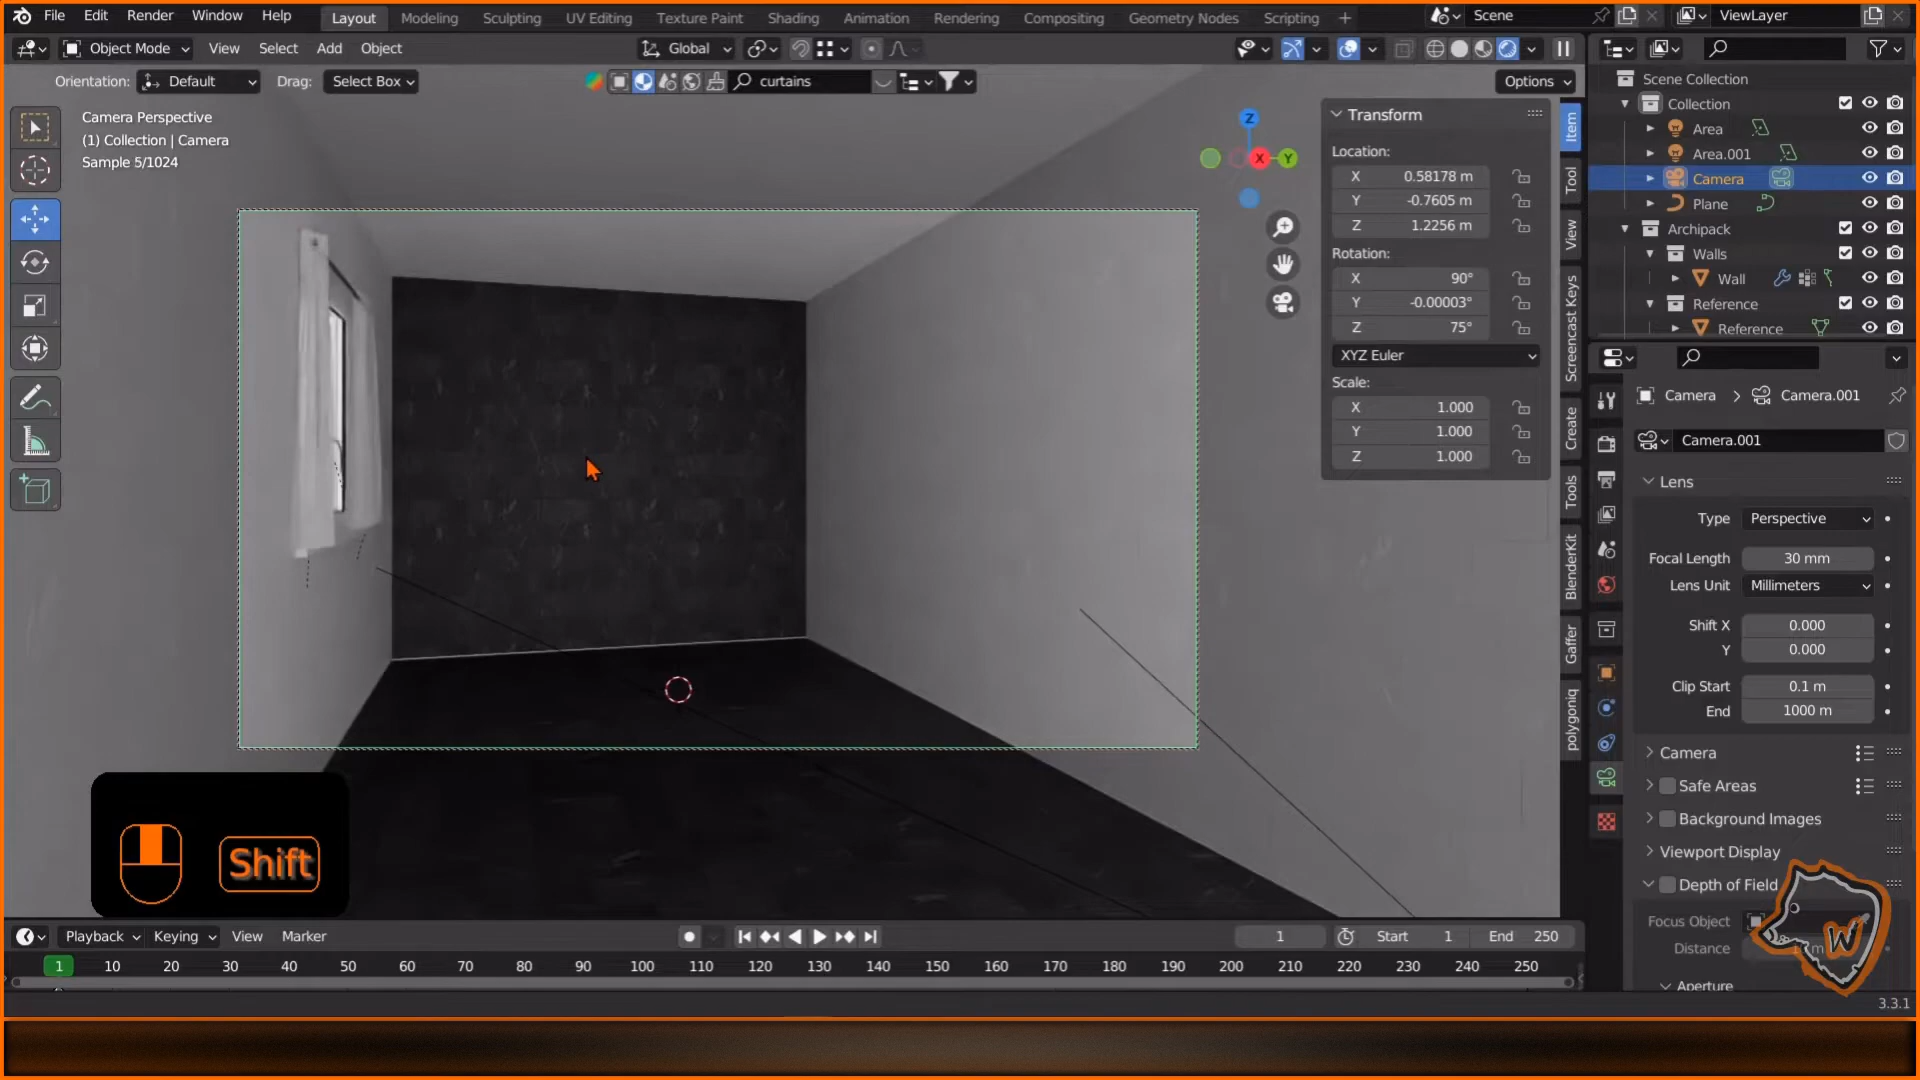 File Edit Render Window Help Layout Modeling Sculpting UV Editing Texture Paint Shading Animation Rendering Compositing Geometry Nodes Scripting + Scene ViewLayer
Object Mode View Select Add Object Global
Orientation: Default Drag: Select Box curtains Options
Camera Perspective
(1) Collection | Camera
Sample 5/1024
Z
X
Y
Transform
Location:
X 0.58178 m
Y -0.7605 m
Z 1.2256 m
Rotation:
X 90°
Y -0.00003°
Z 75°
XYZ Euler
Scale:
X 1.000
Y 1.000
Z 1.000
Item
Tool
View
Screencast Keys
Create
Tools
BlenderKit
Gaffer
polygoniq
Scene Collection
Collection
Area
Area.001
Camera
Plane
Archipack
Walls
Wall
Reference
Reference
Camera > Camera.001
Camera.001
Lens
Type Perspective
Focal Length 30 mm
Lens Unit Millimeters
Shift X 0.000
Y 0.000
Clip Start 0.1 m
End 1000 m
Camera
Safe Areas
Background Images
Viewport Display
Depth of Field
Focus Object
Distance
Aperture
W
Shift
Playback Keying View Marker 1 Start 1 End 250
1 10 20 30 40 50 60 70 80 90 100 110 120 130 140 150 160 170 180 190 200 210 220 230 240 250
3.3.1